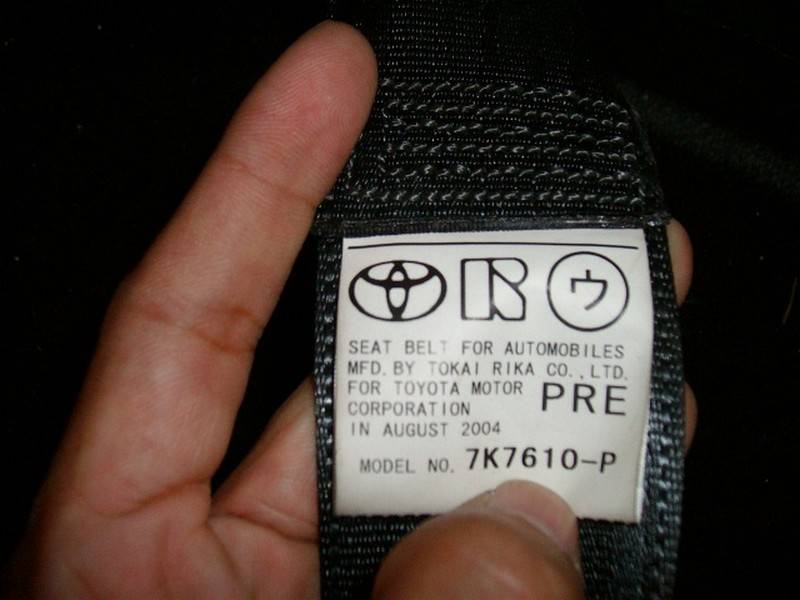 ウ
SEAT BELT FOR AUTOMOBILES
MFD. BY TOKAI RIKA CO., LTD.
FOR TOYOTA MOTOR PRE
CORPORATION
IN AUGUST 2004
MODEL NO. 7K7610-P